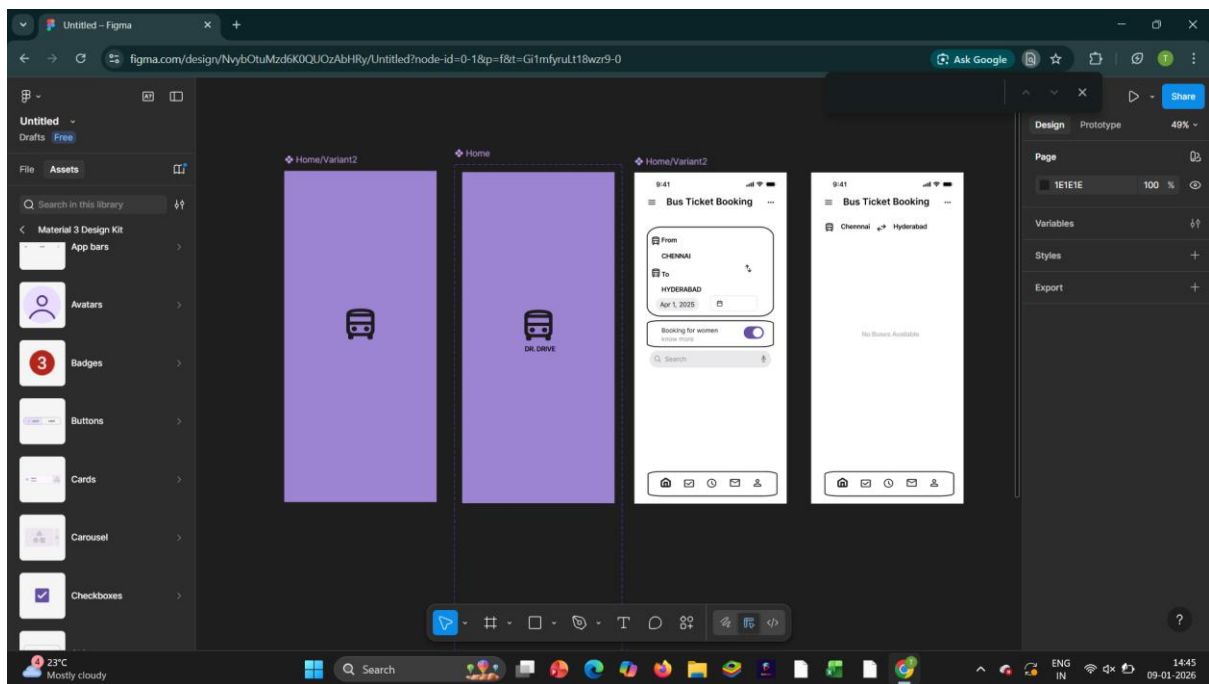 Untitled – Figma
figma.com/design/NvybOtuMzd6K0QUOzAbHRy/Untitled?node-id=0-1&p=f&t=Gi1mfyruLt18wzr9-0
Ask Google
T
Untitled
Drafts Free
File Assets
Search in this library
Material 3 Design Kit
App bars
Avatars
3 Badges
Buttons
Cards
Carousel
Checkboxes
Home/Variant2
Home
DR. DRIVE
Home/Variant2
9:41
Bus Ticket Booking
From
CHENNAI
To
HYDERABAD
Apr 1, 2025
Booking for women
know more
Search
9:41
Bus Ticket Booking
Chennnai Hyderabad
No Buses Available
Share
Design Prototype 49%
Page
1E1E1E 100 %
Variables
Styles
Export
?
4 23°C
Mostly cloudy
Search
ENG
IN
14:45
09-01-2026